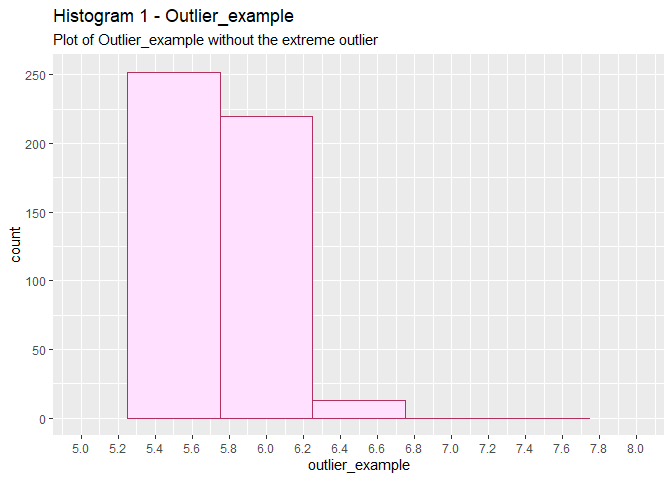 Histogram 1 - Outlier_example
Plot of Outlier_example without the extreme outlier
250
200
150
100
50
0
count
5.0 5.2 5.4 5.6 5.8 6.0 6.2 6.4 6.6 6.8 7.0 7.2 7.4 7.6 7.8 8.0
outlier_example